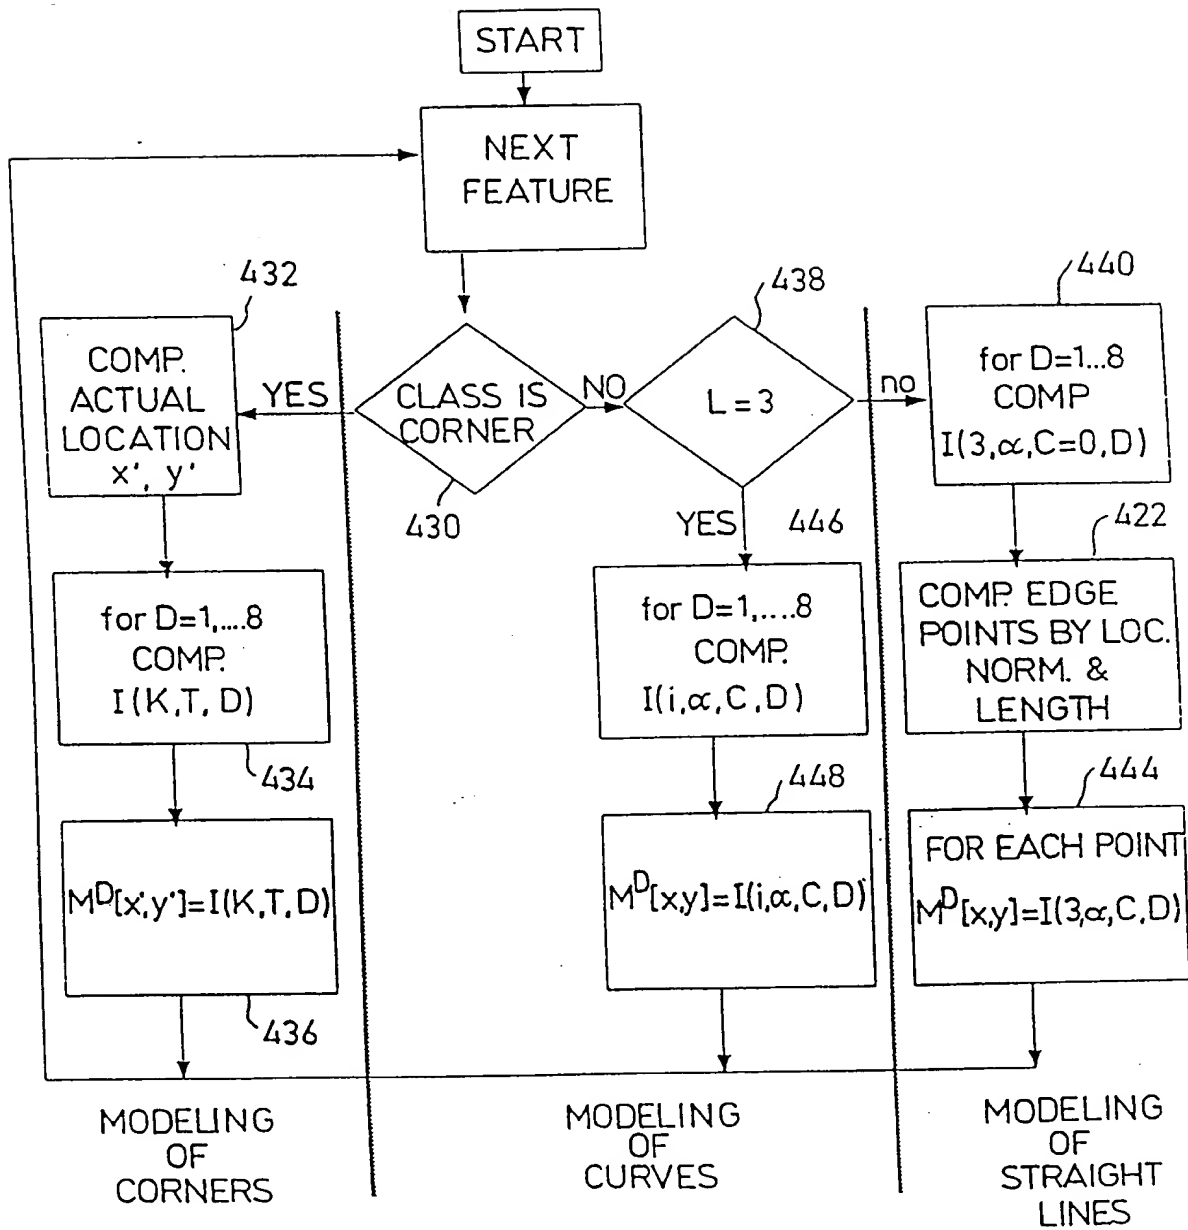 START
NEXT
FEATURE
432
438
440
COMP.
ACTUAL
LOCATION
x', y'
YES
CLASS IS
CORNER
NO
L = 3
no
for D=1...8
COMP
I(3,α,C=0,D)
430
YES
446
422
for D=1,....8
COMP.
I(K,T,D)
for D=1,....8
COMP.
I(i,α,C,D)
COMP. EDGE
POINTS BY LOC.
NORM. &
LENGTH
434
448
444
M^D[x',y']=I(K,T,D)
M^D[x,y]=I(i,α,C,D)
FOR EACH POINT
M^D[x,y]=I(3,α,C,D)
436
MODELING
OF
CORNERS
MODELING
OF
CURVES
MODELING
OF
STRAIGHT
LINES